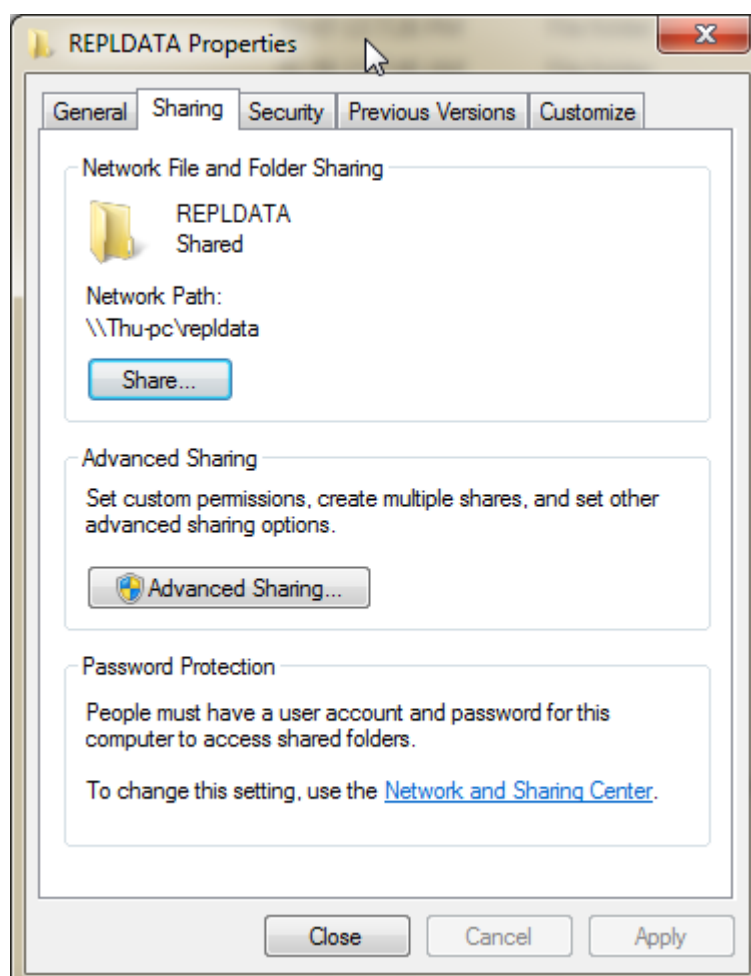 REPLDATA Properties
General Sharing Security Previous Versions Customize
Network File and Folder Sharing
REPLDATA
Shared
Network Path:
\\Thu-pc\repldata
Share...
Advanced Sharing
Set custom permissions, create multiple shares, and set other
advanced sharing options.
Advanced Sharing...
Password Protection
People must have a user account and password for this
computer to access shared folders.
To change this setting, use the Network and Sharing Center.
Close Cancel Apply